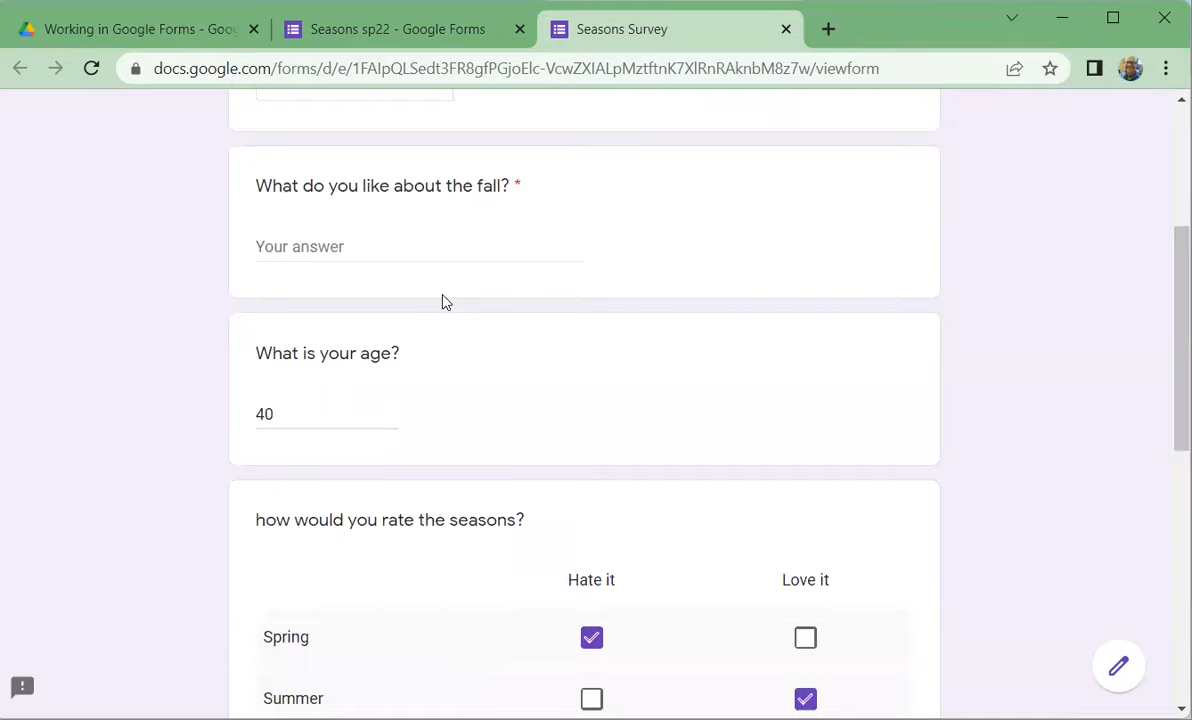 Working in Google Forms - Goog
Seasons sp22 - Google Forms
Seasons Survey
docs.google.com/forms/d/e/1FAIpQLSedt3FR8gfPGjoElc-VcwZXIALpMztftnK7XlRnRAknbM8z7w/viewform
What do you like about the fall? *
Your answer
What is your age?
40
how would you rate the seasons?
Hate it Love it
Spring
Summer